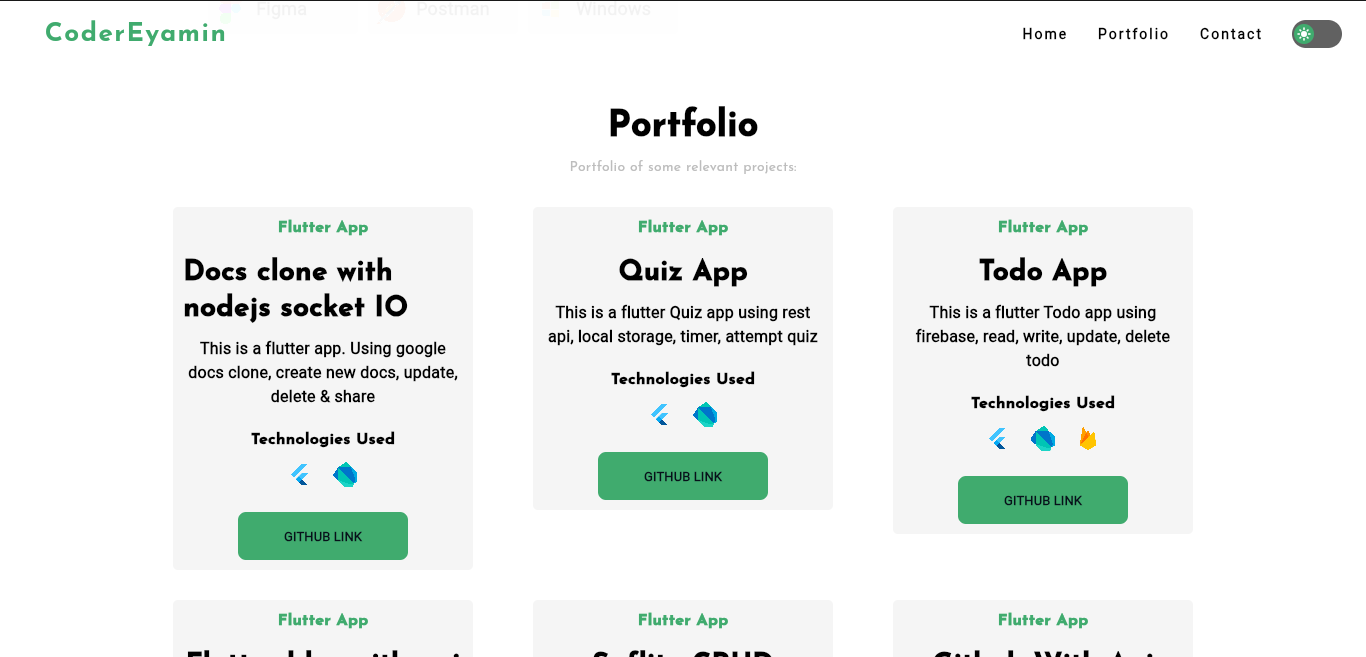 Figma Postman Windows
CoderEyamin
Home Portfolio Contact
Portfolio
Portfolio of some relevant projects:
Flutter App
Docs clone with
nodejs socket IO
This is a flutter app. Using google
docs clone, create new docs, update,
delete & share
Technologies Used
GITHUB LINK
Flutter App
Quiz App
This is a flutter Quiz app using rest
api, local storage, timer, attempt quiz
Technologies Used
GITHUB LINK
Flutter App
Todo App
This is a flutter Todo app using
firebase, read, write, update, delete
todo
Technologies Used
GITHUB LINK
Flutter App
Flutter App
Flutter App